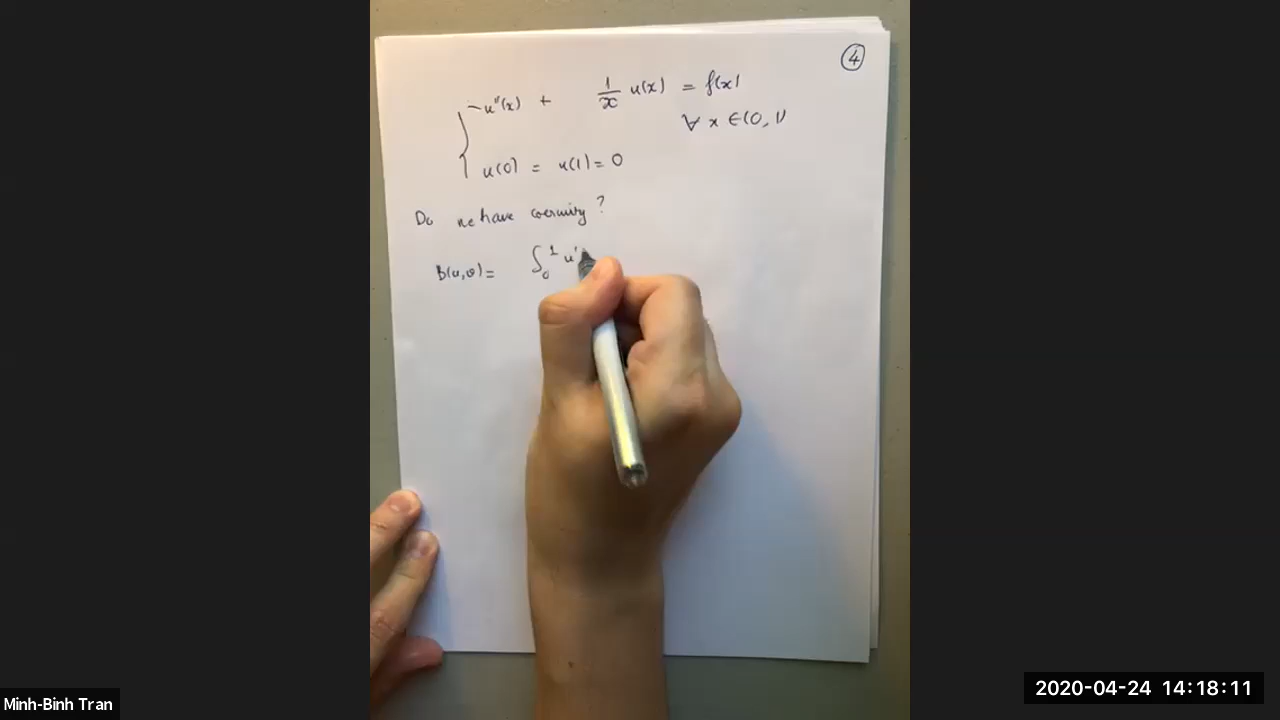 ④
-u''(x) + 1/x u(x) = f(x)
∀ x ∈ (0,1)
u(0) = u(1) = 0
Do we have coercivity?
B(u,v) = ∫₀¹ u'
Minh-Binh Tran
2020-04-24 14:18:11